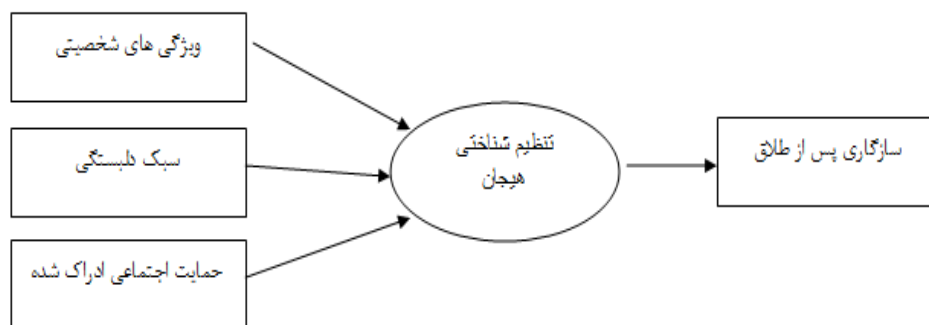 ویژگی های شخصیتی
سبک دلبستگی
حمایت اجتماعی ادراک شده
تنظیم شناختی
هیجان
سازگاری پس از طلاق